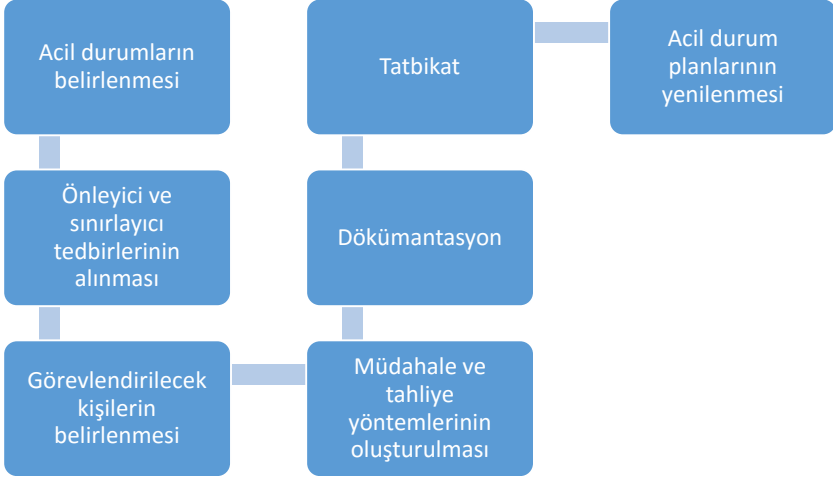 Acil durumların
belirlenmesi
Önleyici ve
sınırlayıcı
tedbirlerinin
alınması
Görevlendirilecek
kişilerin
belirlenmesi
Müdahale ve
tahliye
yöntemlerinin
oluşturulması
Dökümantasyon
Tatbikat
Acil durum
planlarının
yenilenmesi